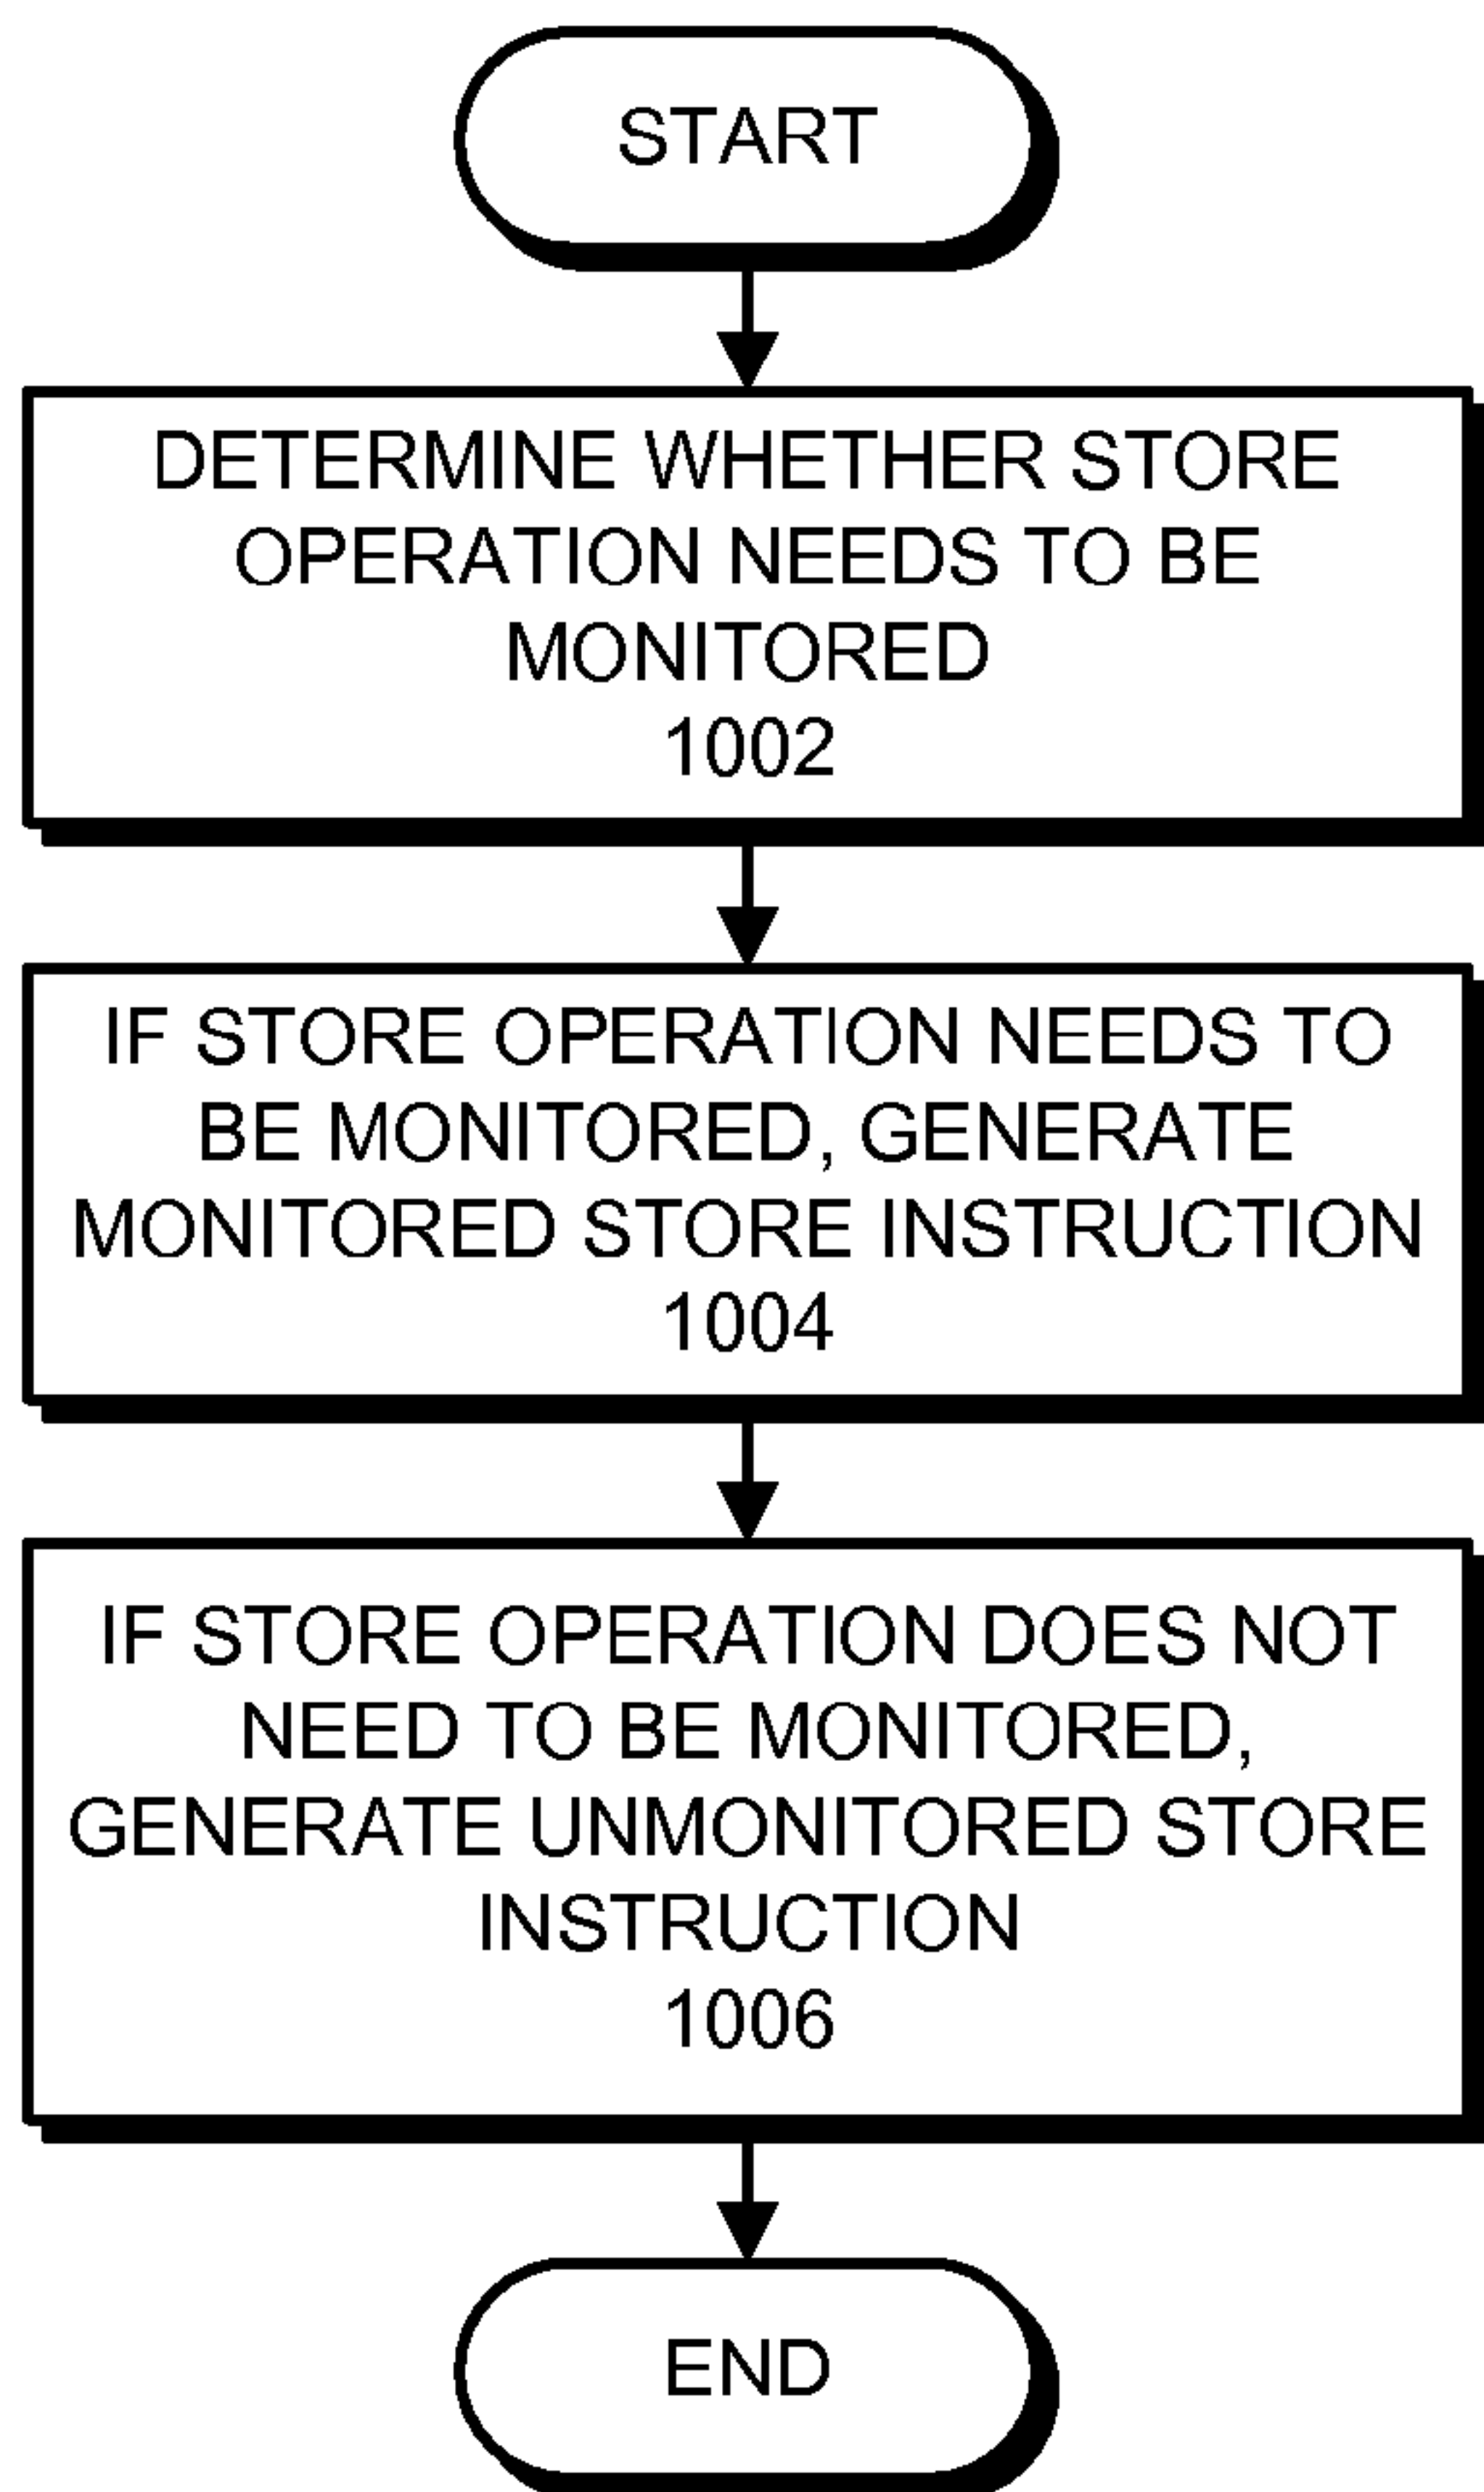 START
DETERMINE WHETHER STORE
OPERATION NEEDS TO BE
MONITORED
1002
IF STORE OPERATION NEEDS TO
BE MONITORED, GENERATE
MONITORED STORE INSTRUCTION
1004
IF STORE OPERATION DOES NOT
NEED TO BE MONITORED,
GENERATE UNMONITORED STORE
INSTRUCTION
1006
END